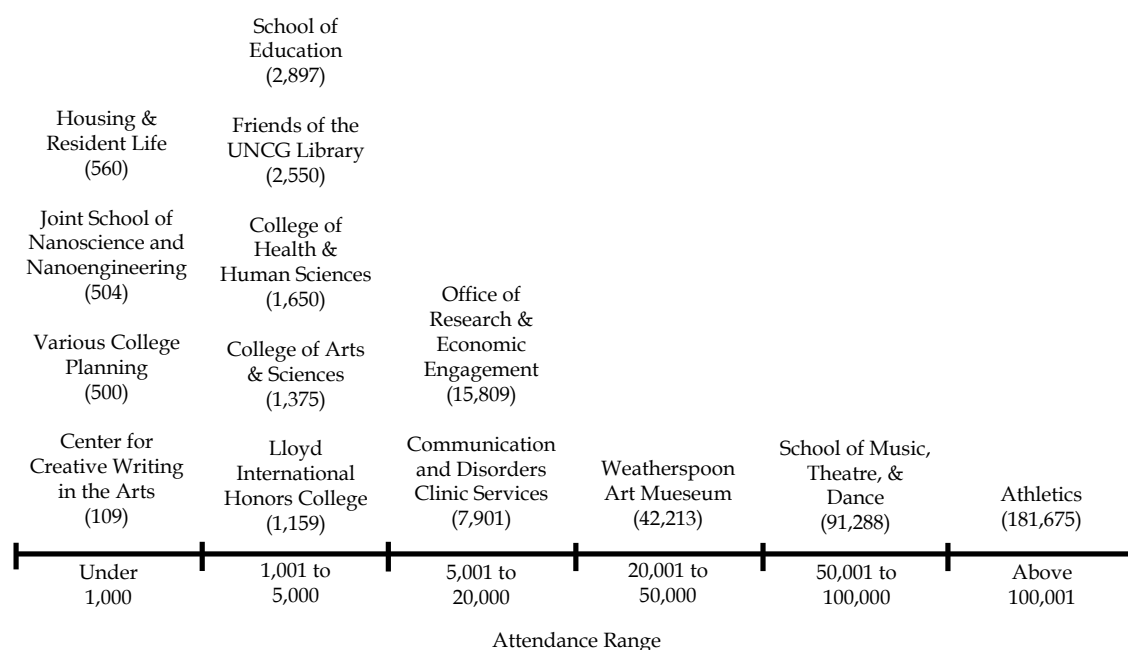 School of
Education
(2,897)
Housing &
Resident Life
(560)
Friends of the
UNCG Library
(2,550)
Joint School of
Nanoscience and
Nanoengineering
(504)
College of
Health &
Human Sciences
(1,650)
Office of
Research &
Economic
Engagement
(15,809)
Various College
Planning
(500)
College of Arts
& Sciences
(1,375)
Center for
Creative Writing
in the Arts
(109)
Lloyd
International
Honors College
(1,159)
Communication
and Disorders
Clinic Services
(7,901)
Weatherspoon
Art Mueseum
(42,213)
School of Music,
Theatre, &
Dance
(91,288)
Athletics
(181,675)
Under
1,000
1,001 to
5,000
5,001 to
20,000
20,001 to
50,000
50,001 to
100,000
Above
100,001
Attendance Range